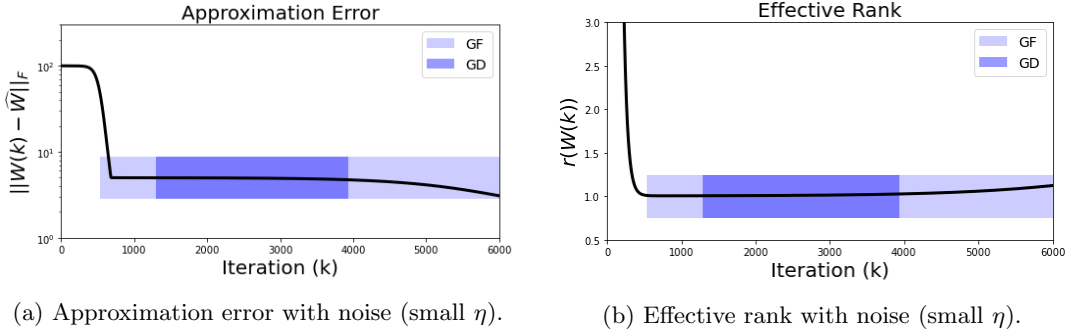 Approximation Error
||W(k) − Ŵ||_F
10²
10¹
10⁰
GF
GD
0 1000 2000 3000 4000 5000 6000
Iteration (k)
(a) Approximation error with noise (small η).
Effective Rank
r(W(k))
3.0
2.5
2.0
1.5
1.0
0.5
GF
GD
0 1000 2000 3000 4000 5000 6000
Iteration (k)
(b) Effective rank with noise (small η).